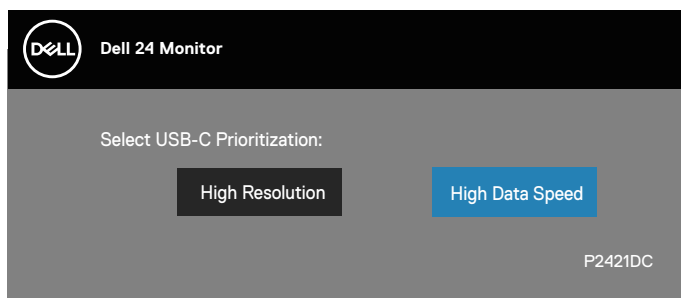 DELL
Dell 24 Monitor
Select USB-C Prioritization:
High Resolution
High Data Speed
P2421DC